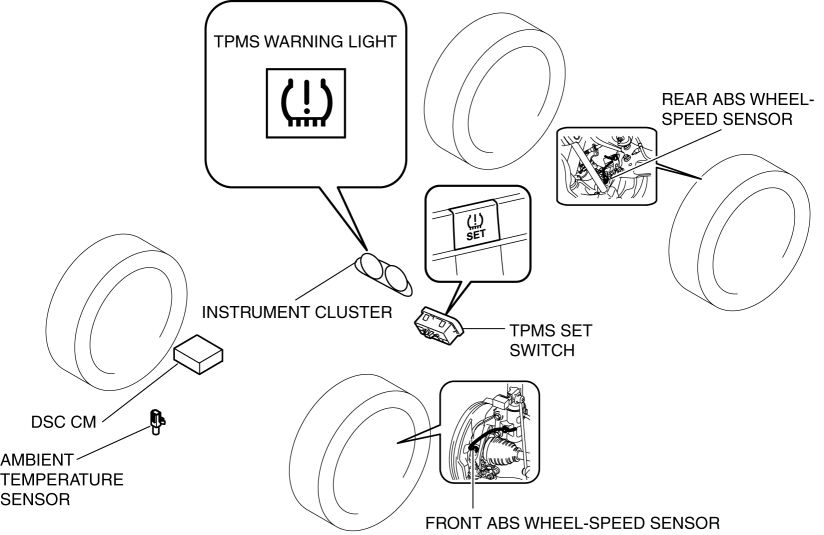 TPMS WARNING LIGHT
REAR ABS WHEEL-
SPEED SENSOR
SET
INSTRUMENT CLUSTER
TPMS SET
SWITCH
DSC CM
AMBIENT
TEMPERATURE
SENSOR
FRONT ABS WHEEL-SPEED SENSOR